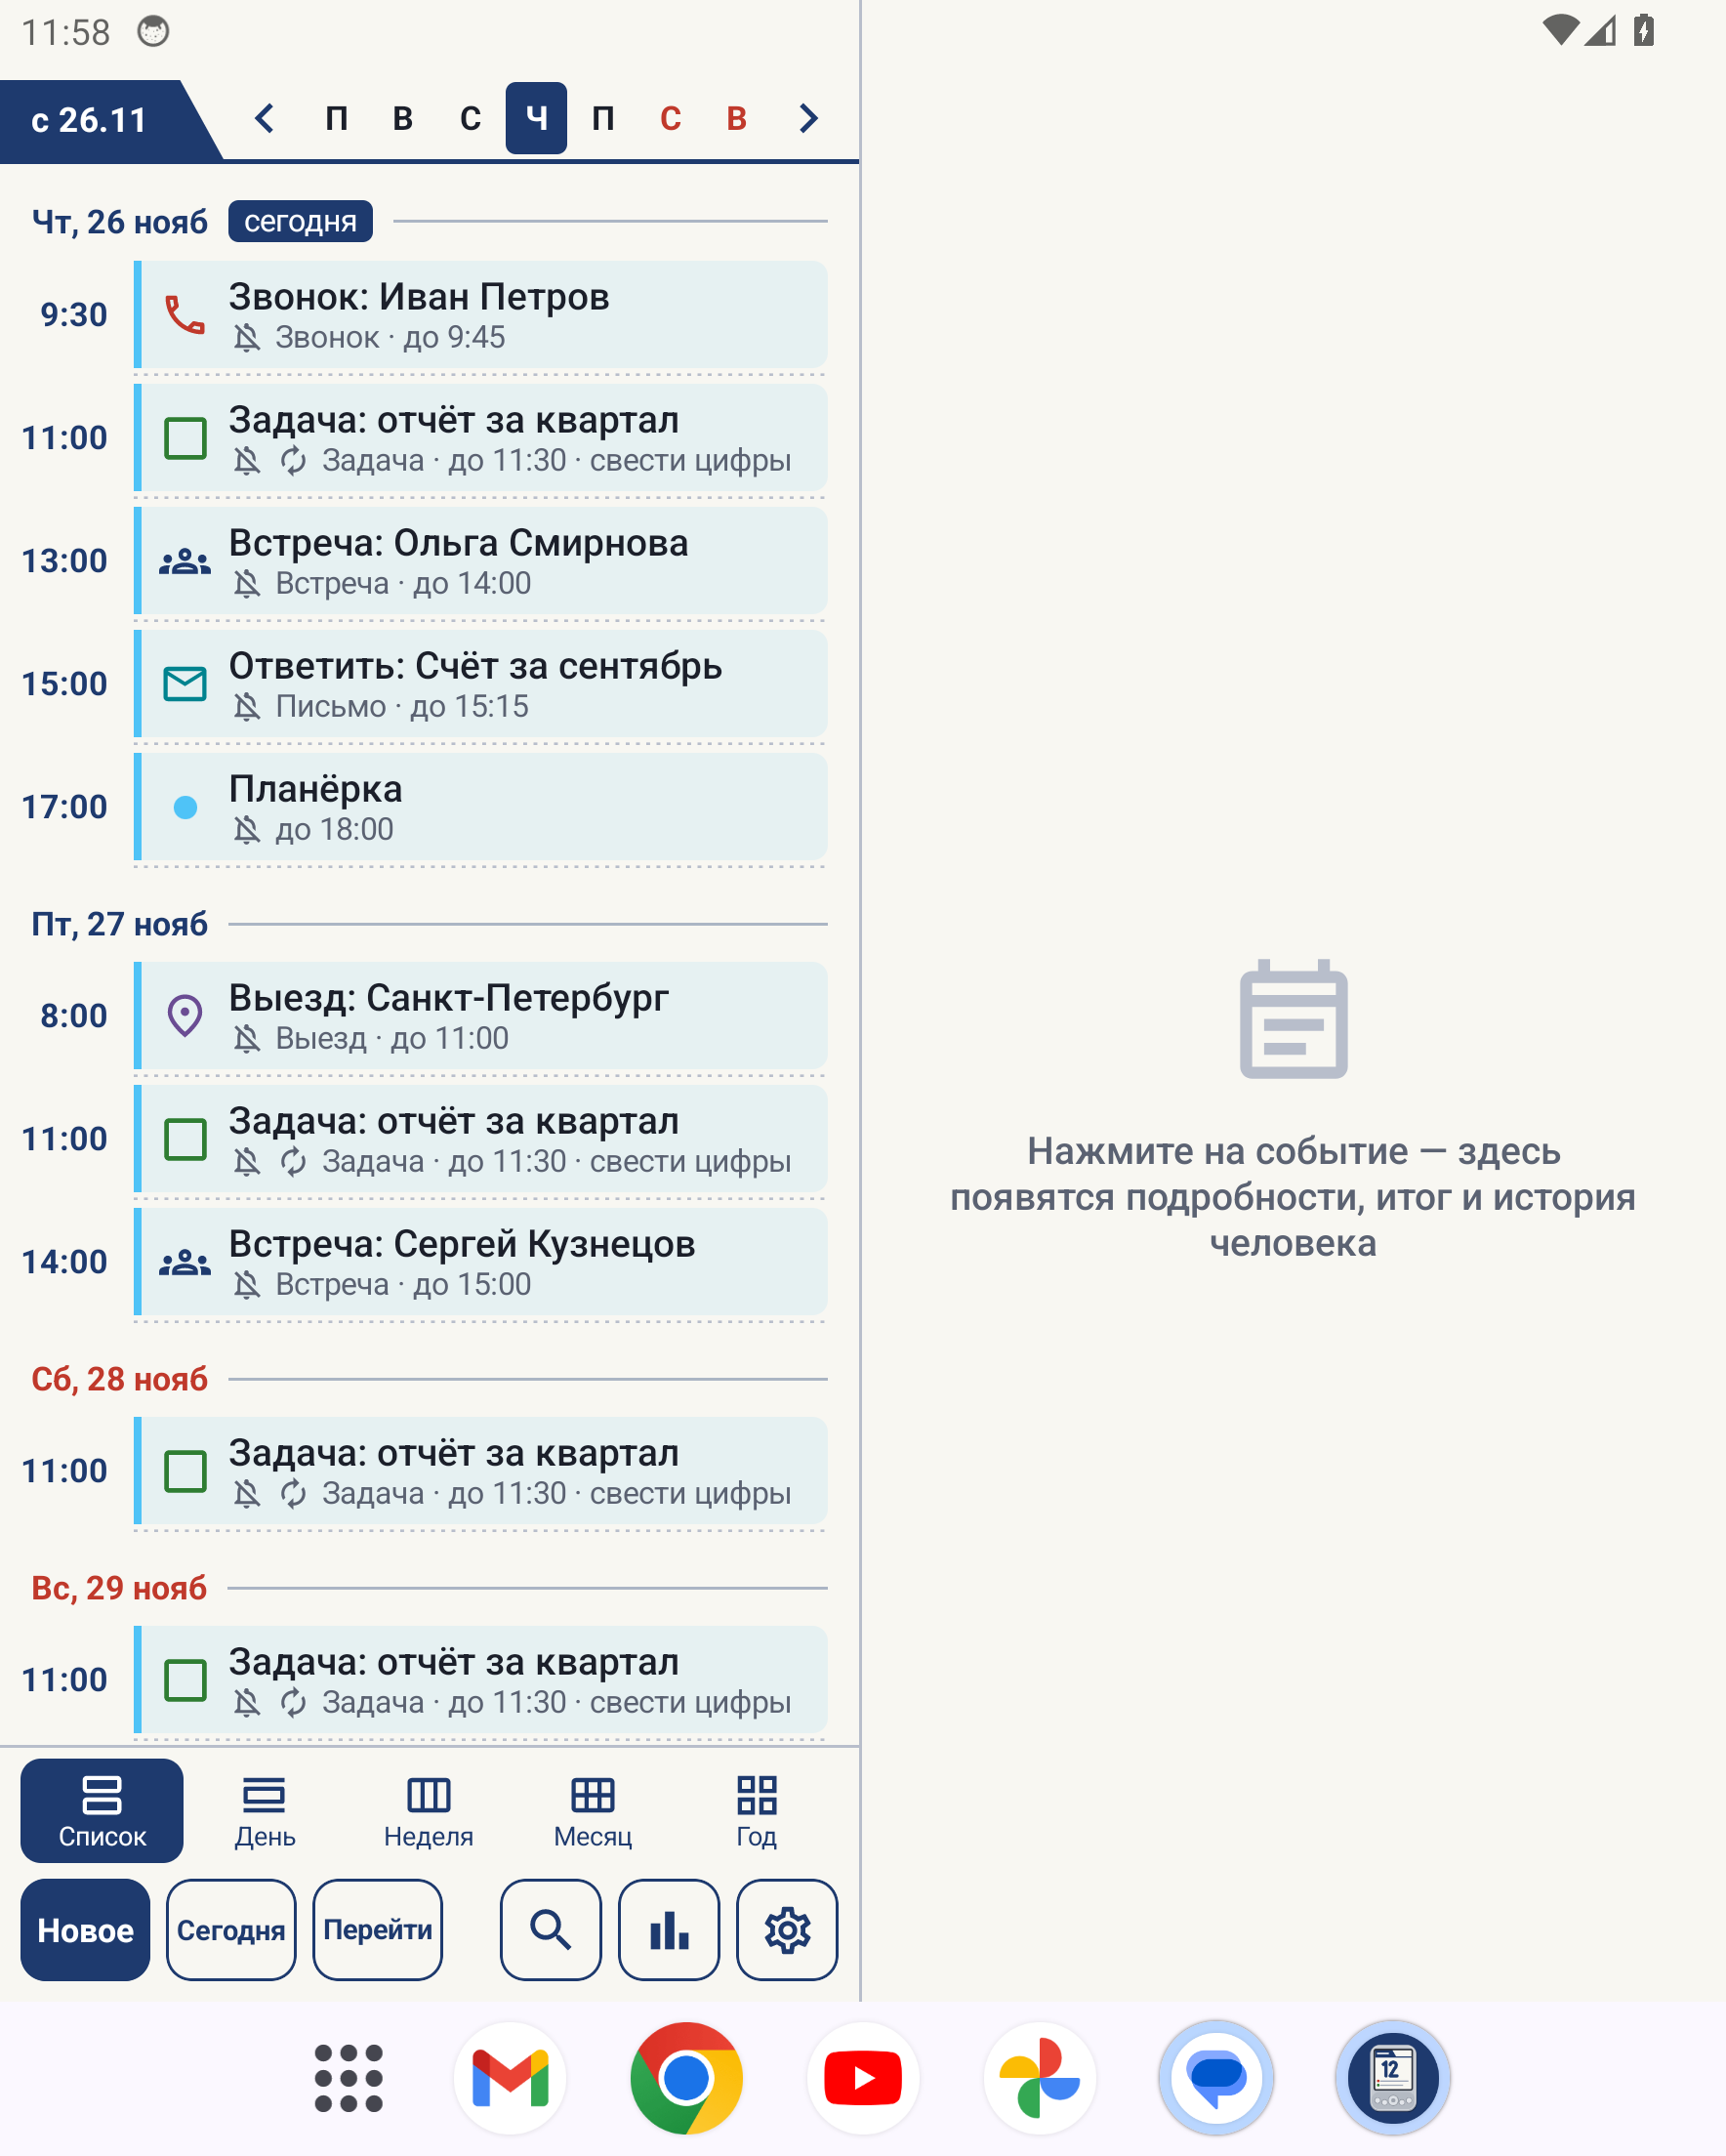 11:58
с 26.11
П В С Ч П С В
Чт, 26 нояб сегодня
9:30
Звонок: Иван Петров
Звонок · до 9:45
11:00
Задача: отчёт за квартал
Задача · до 11:30 · свести цифры
13:00
Встреча: Ольга Смирнова
Встреча · до 14:00
15:00
Ответить: Счёт за сентябрь
Письмо · до 15:15
17:00
Планёрка
до 18:00
Пт, 27 нояб
8:00
Выезд: Санкт-Петербург
Выезд · до 11:00
11:00
Задача: отчёт за квартал
Задача · до 11:30 · свести цифры
14:00
Встреча: Сергей Кузнецов
Встреча · до 15:00
Сб, 28 нояб
11:00
Задача: отчёт за квартал
Задача · до 11:30 · свести цифры
Вс, 29 нояб
11:00
Задача: отчёт за квартал
Задача · до 11:30 · свести цифры
Список День Неделя Месяц Год
Новое Сегодня Перейти
Нажмите на событие — здесь
появятся подробности, итог и история
человека
12